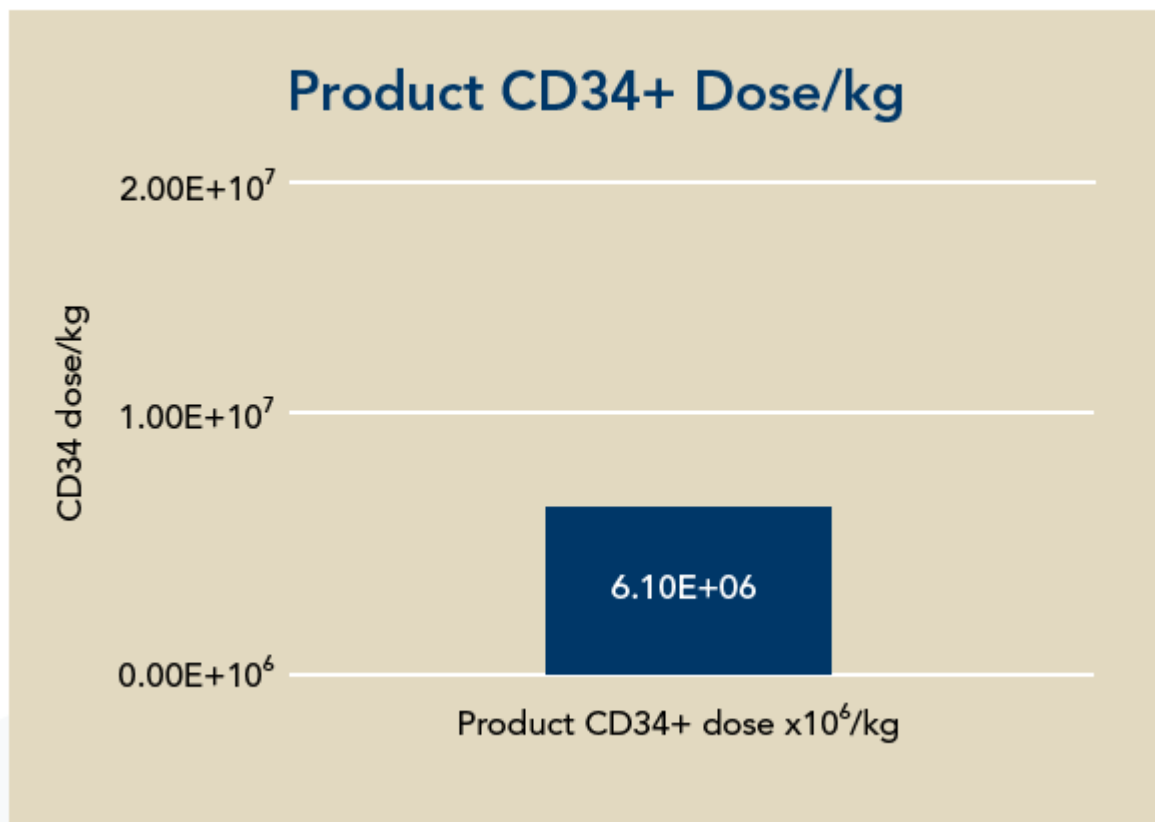 Product CD34+ Dose/kg
2.00E+10⁷
CD34 dose/kg
1.00E+10⁷
6.10E+06
0.00E+10⁶
Product CD34+ dose x10⁶/kg